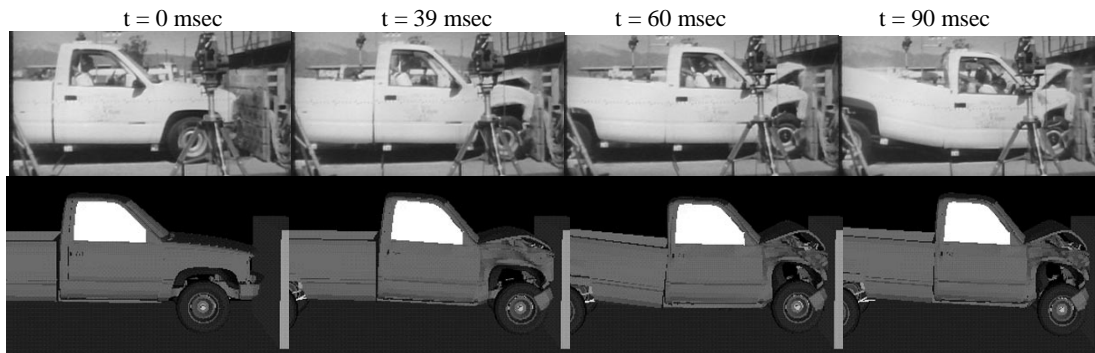 t = 0 msec
t = 39 msec
t = 60 msec
t = 90 msec